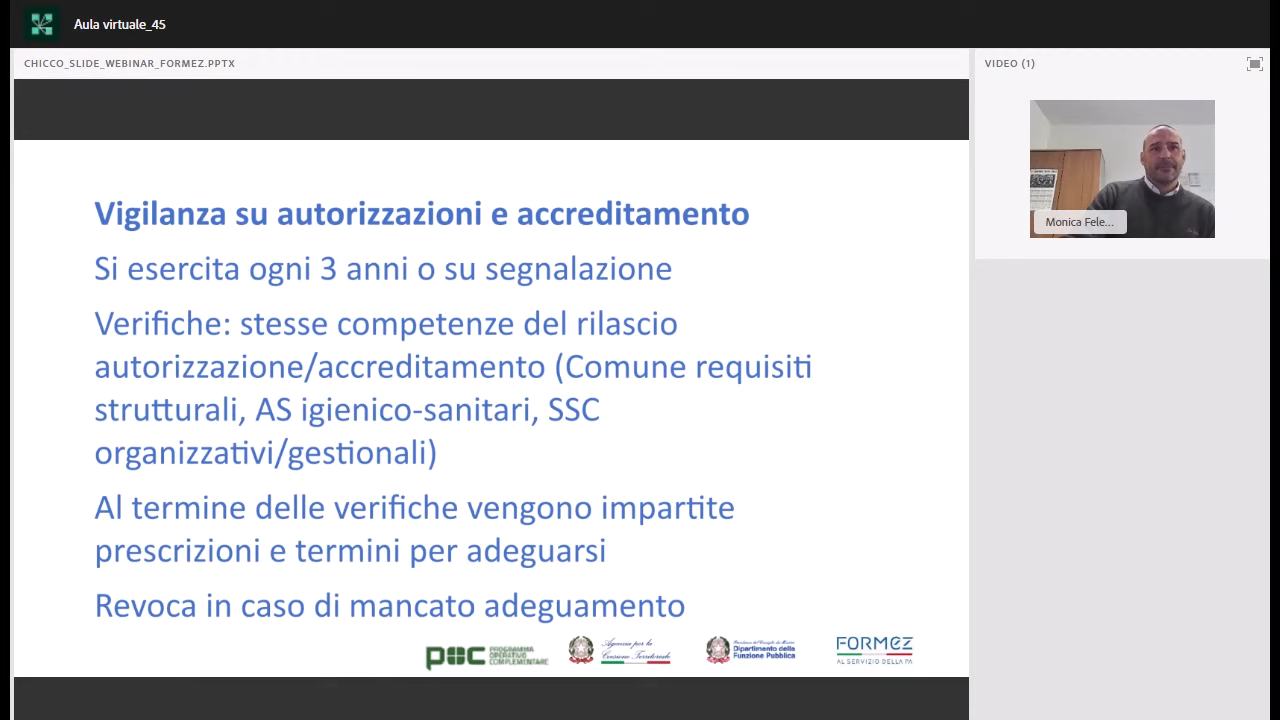 Aula virtuale_45
CHICCO_SLIDE_WEBINAR_FORMEZ.PPTX
VIDEO (1)
Monica Fele...
Vigilanza su autorizzazioni e accreditamento
Si esercita ogni 3 anni o su segnalazione
Verifiche: stesse competenze del rilascio
autorizzazione/accreditamento (Comune requisiti
strutturali, AS igienico-sanitari, SSC
organizzativi/gestionali)
Al termine delle verifiche vengono impartite
prescrizioni e termini per adeguarsi
Revoca in caso di mancato adeguamento
POC PROGRAMMA
OPERATIVO
COMPLEMENTARE
Agenzia per la
Coesione Territoriale
Presidenza del Consiglio dei Ministri
Dipartimento della
Funzione Pubblica
FORMEZ
AL SERVIZIO DELLA PA